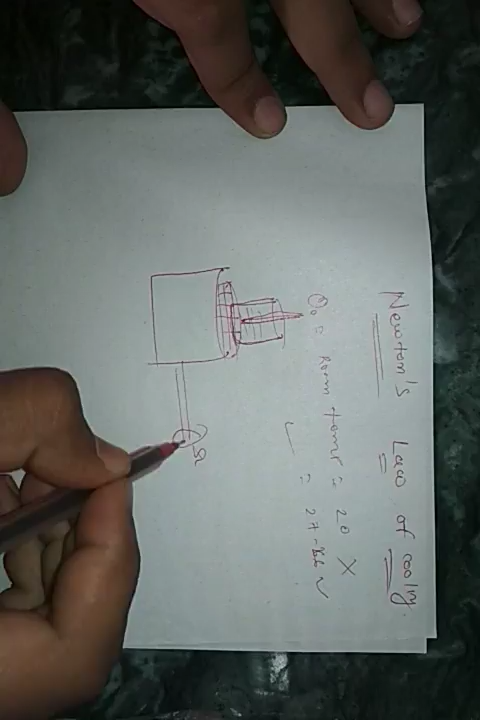 Newton's Law of cooling.
θ₀ = Room temp = 20 X
= 27